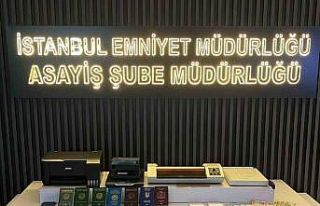 İSTANBUL EMNİYET MÜDÜRLÜĞÜ
ASAYİŞ ŞUBE MÜDÜRLÜĞÜ